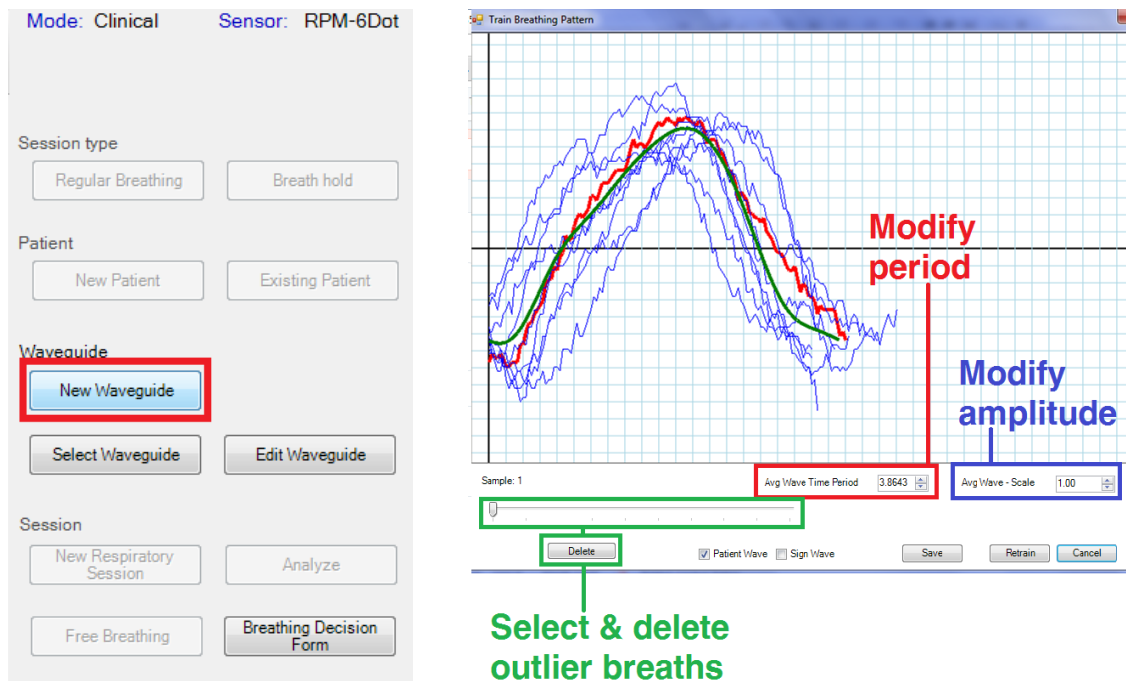 Mode: Clinical Sensor: RPM-6Dot
Session type
Regular Breathing Breath hold
Patient
New Patient Existing Patient
Waveguide
New Waveguide
Select Waveguide Edit Waveguide
Session
New Respiratory
Session
Analyze
Free Breathing
Breathing Decision
Form
Train Breathing Pattern
Modify
period
Modify
amplitude
Sample: 1
Avg Wave Time Period 3.8643
Avg Wave - Scale 1.00
Delete Patient Wave Sign Wave Save Retrain Cancel
Select & delete
outlier breaths